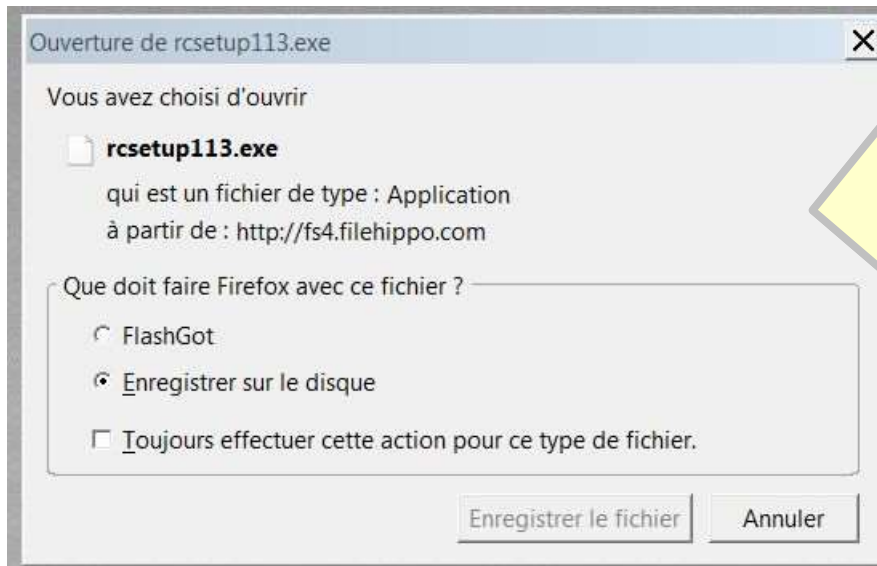 Ouverture de rcsetup113.exe
Vous avez choisi d'ouvrir
rcsetup113.exe
qui est un fichier de type : Application
à partir de : http://fs4.filehippo.com
Que doit faire Firefox avec ce fichier ?
FlashGot
Enregistrer sur le disque
Toujours effectuer cette action pour ce type de fichier.
Enregistrer le fichier
Annuler